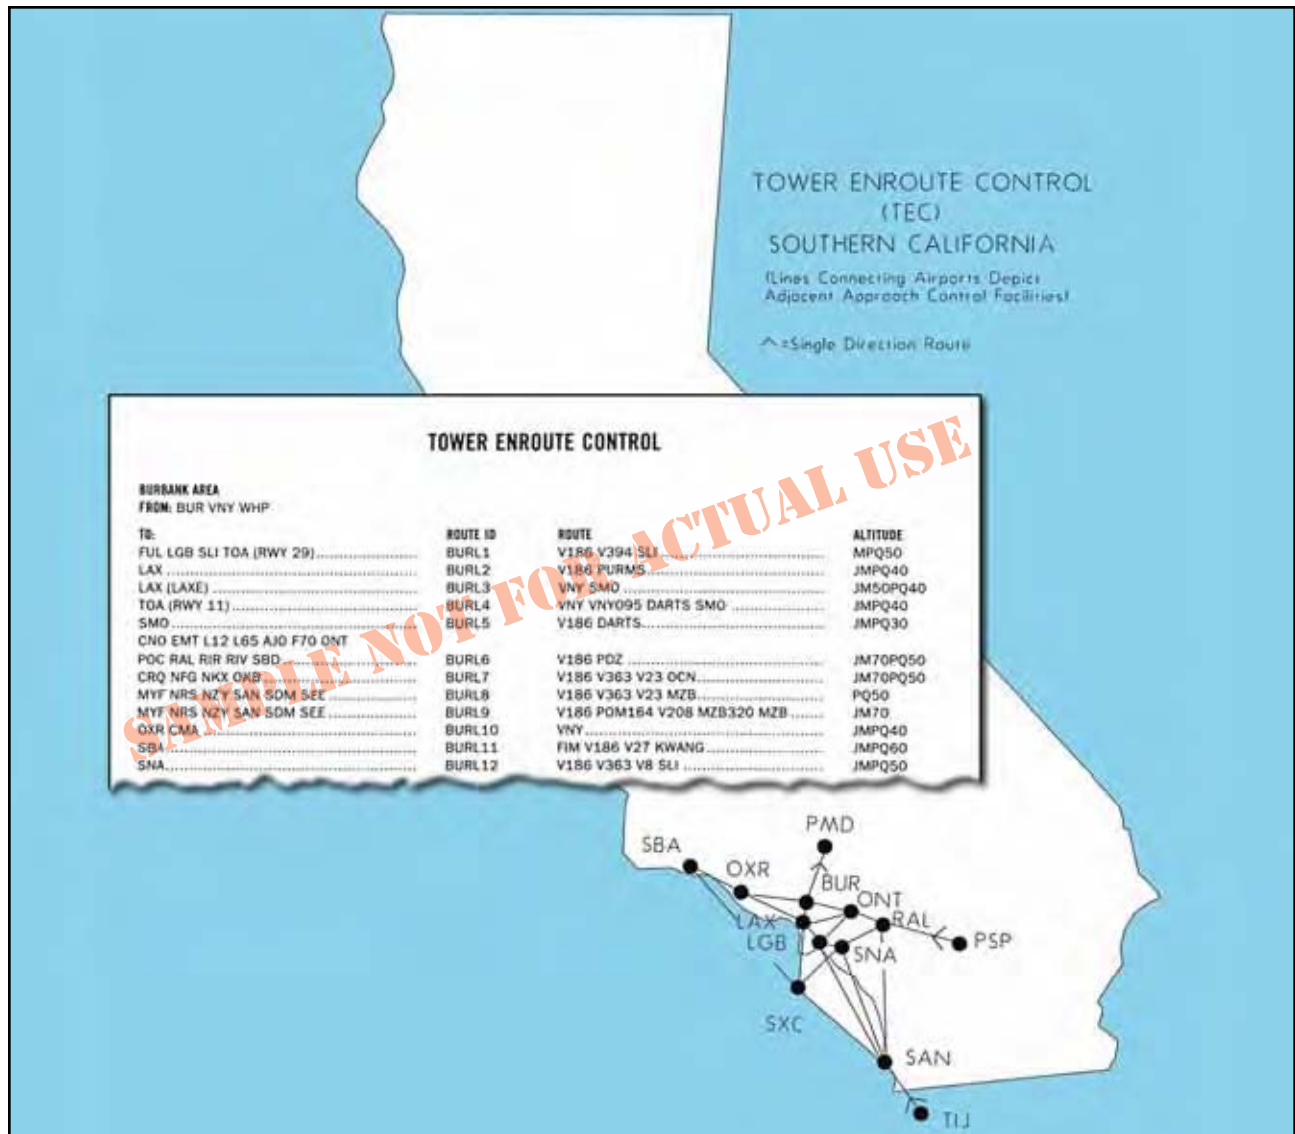 TOWER ENROUTE CONTROL
(TEC)
SOUTHERN CALIFORNIA
(Lines Connecting Airports Depict
Adjacent Approach Control Facilities)
^ =Single Direction Route
TOWER ENROUTE CONTROL
BURBANK AREA
FROM: BUR VNY WHP
TO: ROUTE ID ROUTE ALTITUDE
FUL LGB SLI TOA (RWY 29) BURL1 V186 V394 SLI MPQ50
LAX BURL2 V186 PURMS JMPQ40
LAX (LAXE) BURL3 VNY SMO JM50PQ40
TOA (RWY 11) BURL4 VNY VNY095 DARTS SMO JMPQ40
SMO BURL5 V186 DARTS JMPQ30
CNO EMT L12 L65 AJO F70 ONT
POC RAL RIR RIV SBD BURL6 V186 PDZ JM70PQ50
CRQ NFG NKX OKB BURL7 V186 V363 V23 OCN JM70PQ50
MYF NRS NZY SAN SDM SEE BURL8 V186 V363 V23 MZB PQ50
MYF NRS NZY SAN SDM SEE BURL9 V186 POM164 V208 MZB320 MZB JM70
OXR CMA BURL10 VNY JMPQ40
SBA BURL11 FIM V186 V27 KWANG JMPQ60
SNA BURL12 V186 V363 V8 SLI JMPQ50
SAMPLE NOT FOR ACTUAL USE
PMD
SBA
OXR
BUR
ONT
LAX
RAL
LGB
PSP
SNA
SXC
SAN
TIJ